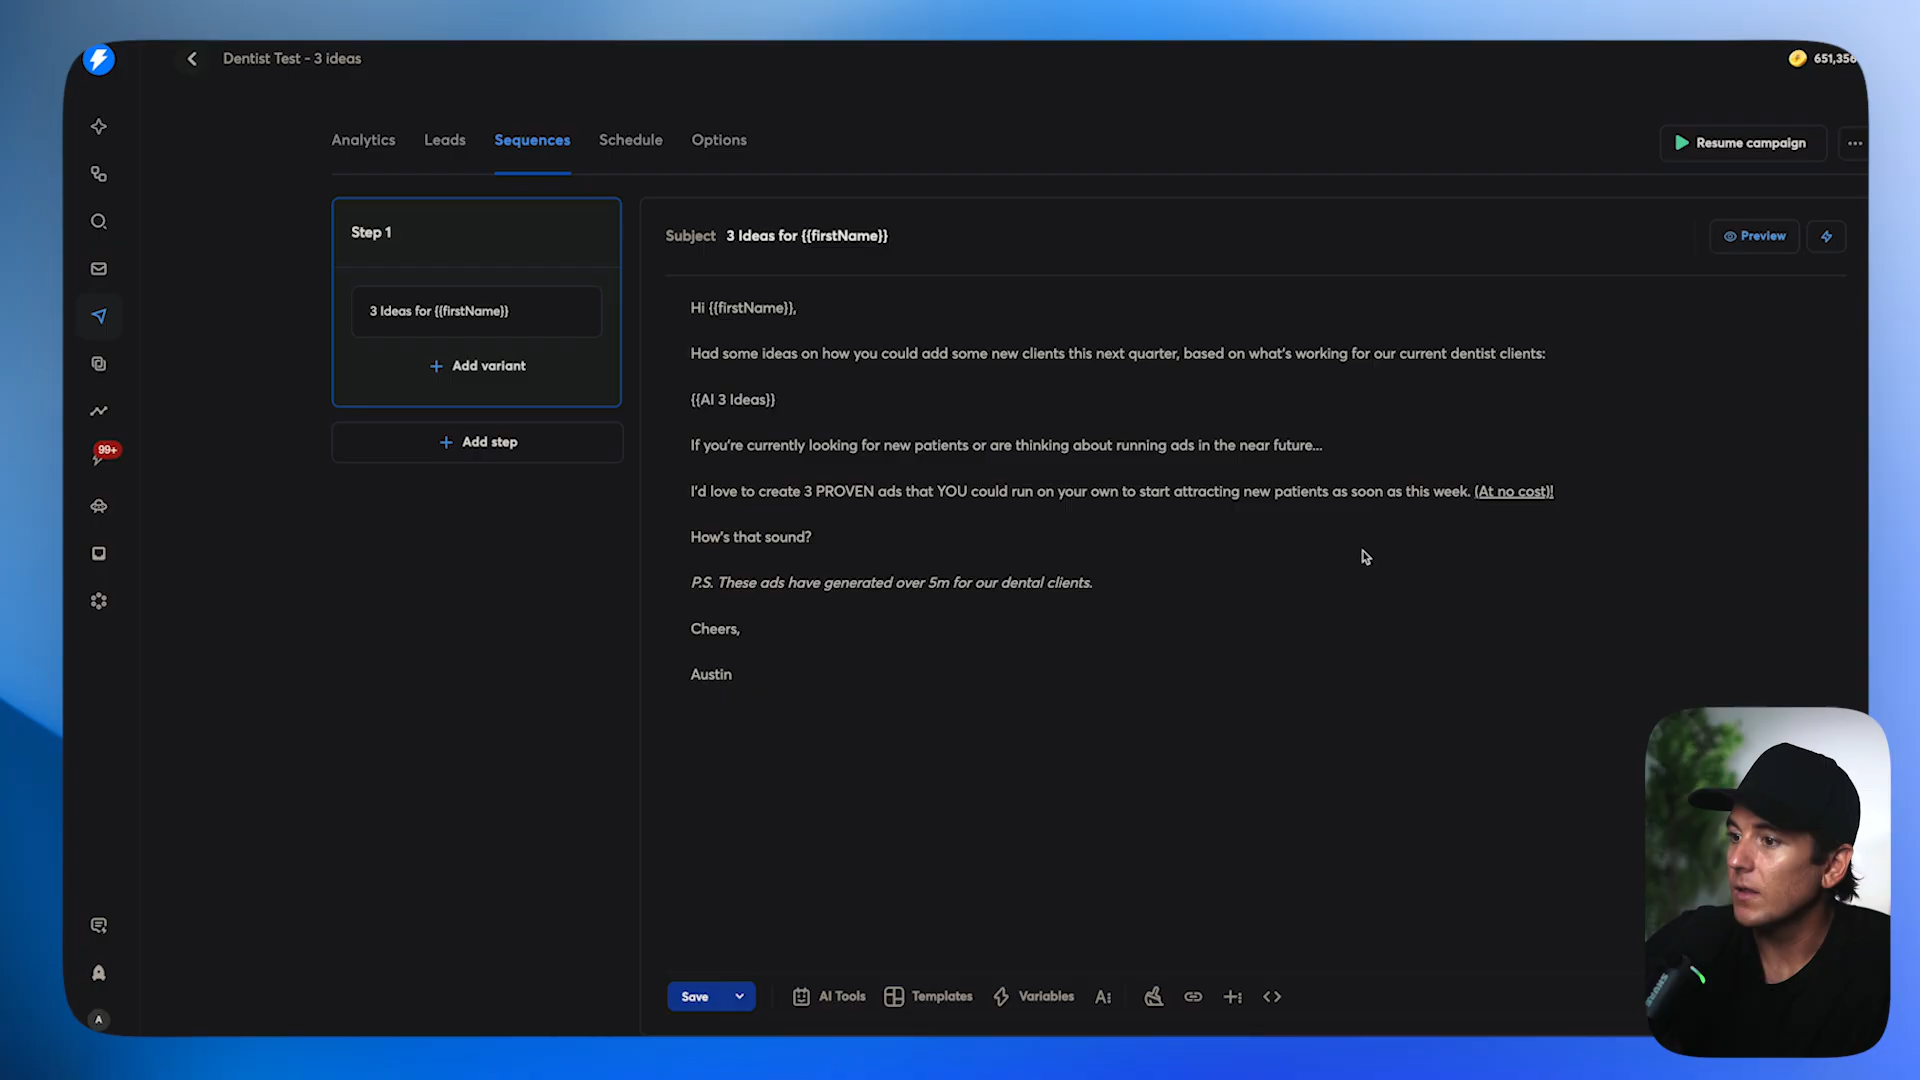 Dentist Test - 3 ideas
651,356
Analytics
Leads
Sequences
Schedule
Options
Resume campaign
Step 1
3 Ideas for {{firstName}}
Add variant
Add step
Subject 3 Ideas for {{firstName}}
Preview
Hi {{firstName}},
Had some ideas on how you could add some new clients this next quarter, based on what's working for our current dentist clients:
{{AI 3 Ideas}}
If you're currently looking for new patients or are thinking about running ads in the near future...
I'd love to create 3 PROVEN ads that YOU could run on your own to start attracting new patients as soon as this week. (At no cost)!
How's that sound?
P.S. These ads have generated over 5m for our dental clients.
Cheers,
Austin
99+
A
Save
AI Tools
Templates
Variables
SHURE